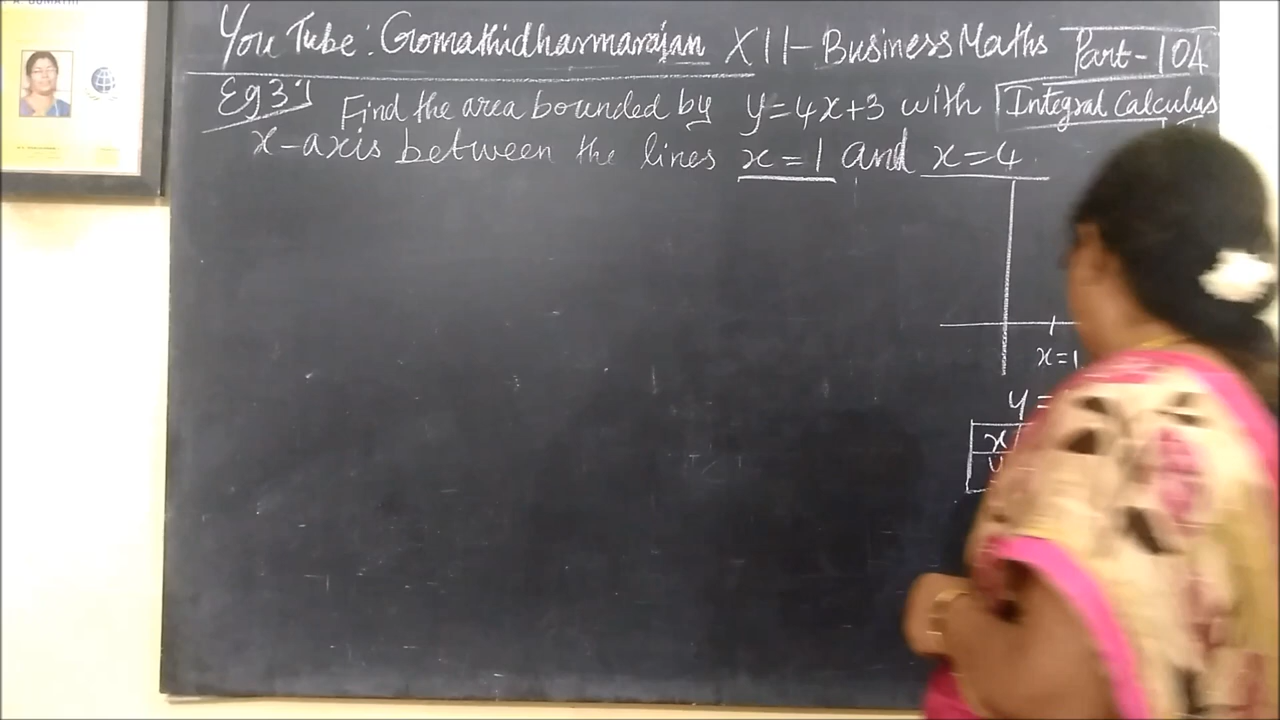 You Tube: Gomathidharmarajan XII-Business Maths Part-104
Eg 3.1 Find the area bounded by y=4x+3 with Integral Calculus
x-axis between the lines x=1 and x=4
x=1
y=
x
y